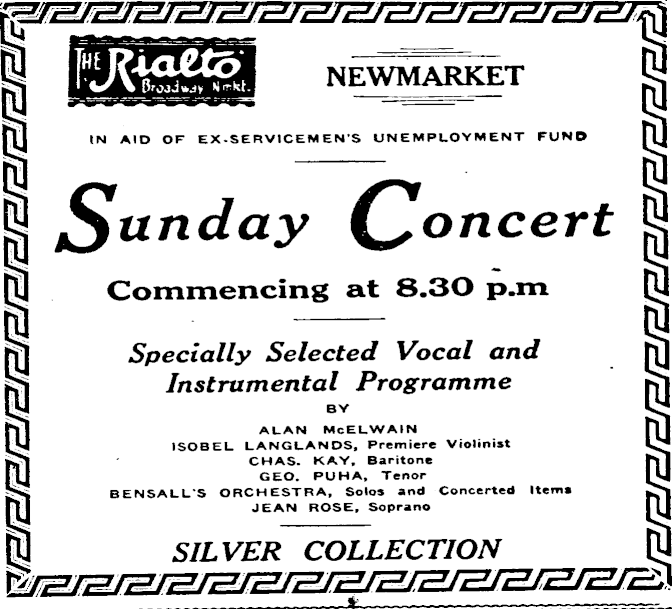 THE Rialto
Broadway Nmkt.
NEWMARKET
IN AID OF EX-SERVICEMEN'S UNEMPLOYMENT FUND
Sunday Concert
Commencing at 8.30 p.m
Specially Selected Vocal and
Instrumental Programme
BY
ALAN McELWAIN
ISOBEL LANGLANDS, Premiere Violinist
CHAS. KAY, Baritone
GEO. PUHA, Tenor
BENSALL'S ORCHESTRA, Solos and Concerted Items
JEAN ROSE, Soprano
SILVER COLLECTION